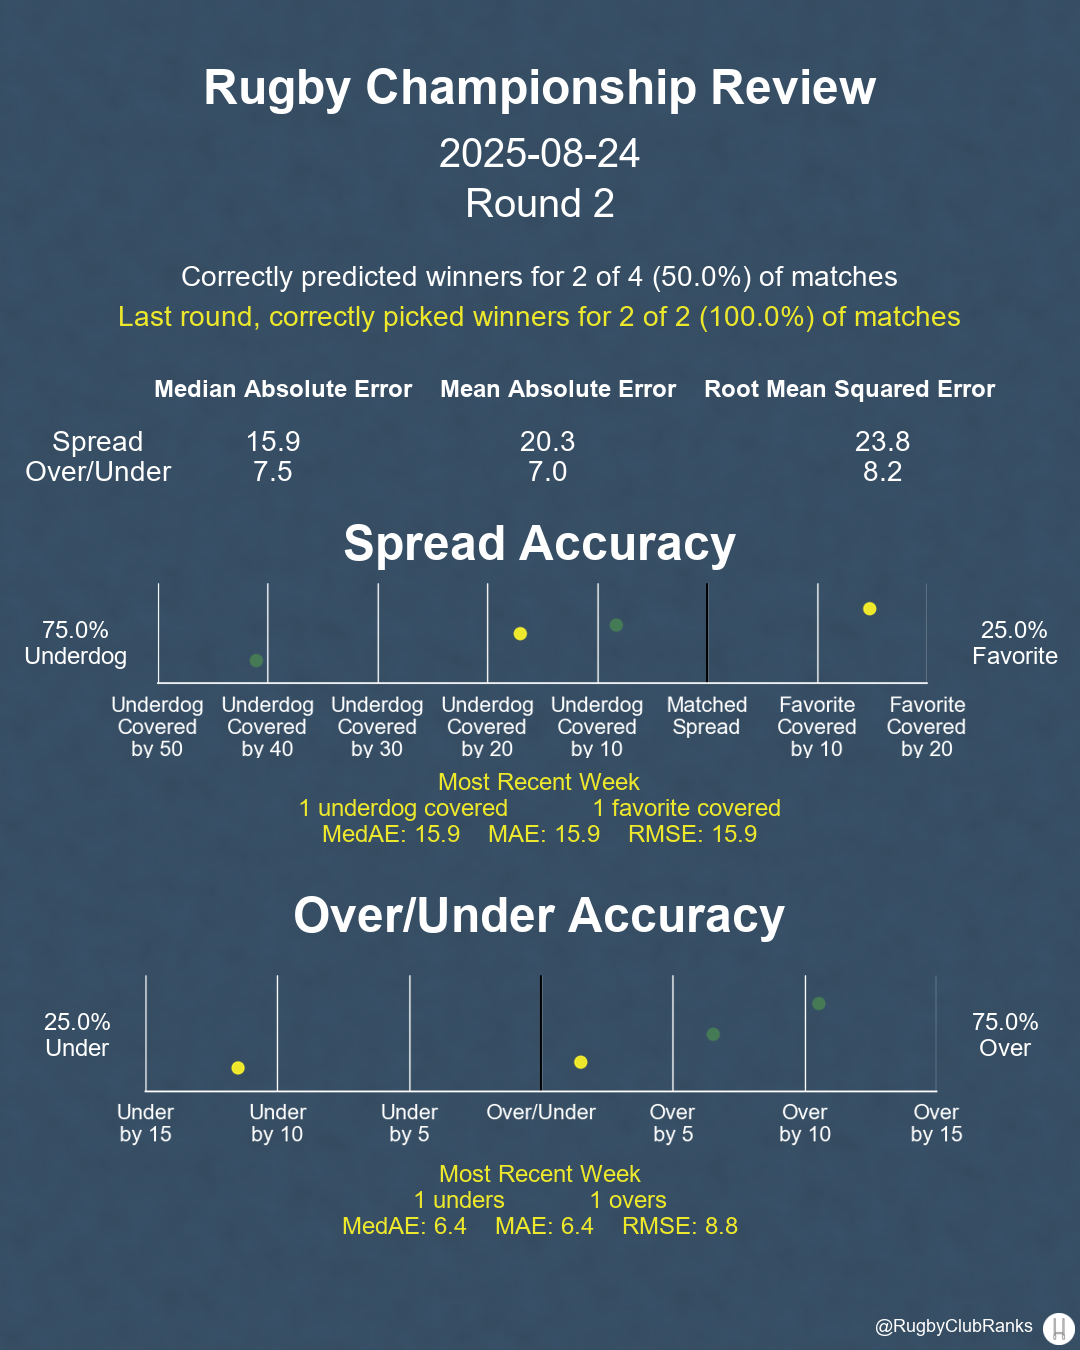 Rugby Championship Review
2025-08-24
Round 2
Correctly predicted winners for 2 of 4 (50.0%) of matches
Last round, correctly picked winners for 2 of 2 (100.0%) of matches
Median Absolute Error Mean Absolute Error Root Mean Squared Error
Spread 15.9 20.3 23.8
Over/Under 7.5 7.0 8.2
Spread Accuracy
75.0%
Underdog
25.0%
Favorite
Underdog Covered by 50
Underdog Covered by 40
Underdog Covered by 30
Underdog Covered by 20
Underdog Covered by 10
Matched Spread
Favorite Covered by 10
Favorite Covered by 20
Most Recent Week
1 underdog covered 1 favorite covered
MedAE: 15.9 MAE: 15.9 RMSE: 15.9
Over/Under Accuracy
25.0%
Under
75.0%
Over
Under by 15
Under by 10
Under by 5
Over/Under
Over by 5
Over by 10
Over by 15
Most Recent Week
1 unders 1 overs
MedAE: 6.4 MAE: 6.4 RMSE: 8.8
@RugbyClubRanks